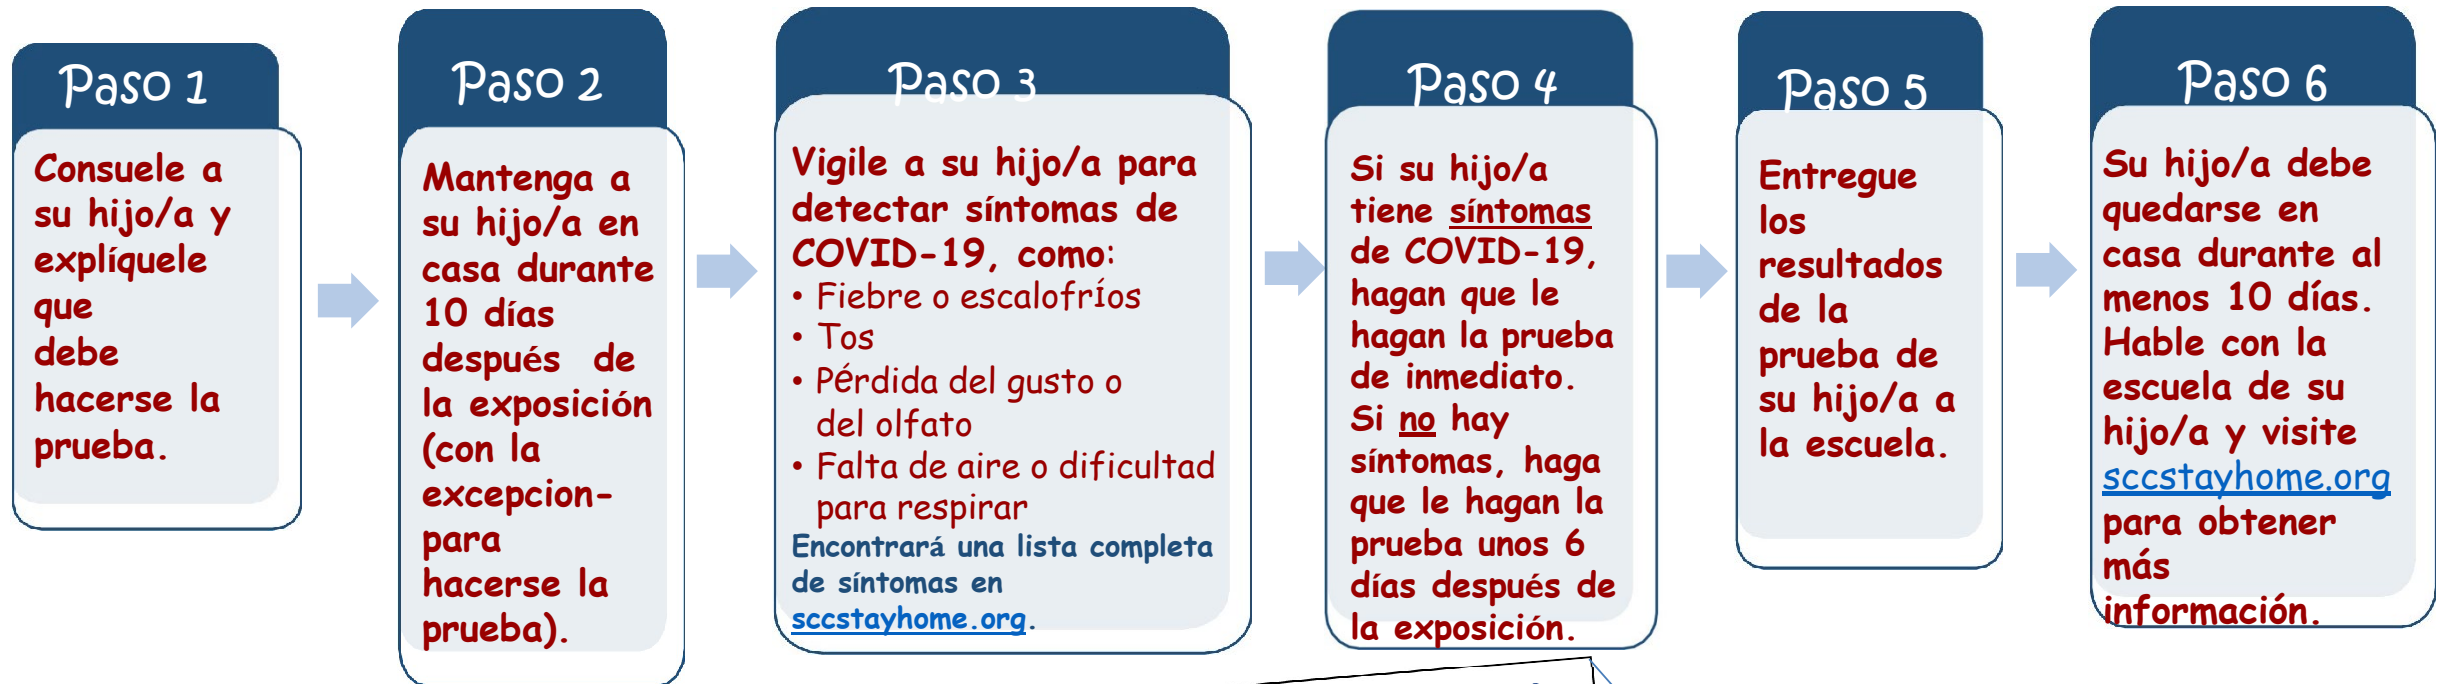 Paso 1
Consuele a
su hijo/a y
explíquele
que
debe
hacerse la
prueba.
Paso 2
Mantenga a
su hijo/a en
casa durante
10 días
después de
la exposición
(con la
excepcion-
para
hacerse la
prueba).
Paso 3
Vigile a su hijo/a para
detectar síntomas de
COVID-19, como:
• Fiebre o escalofríos
• Tos
• Pérdida del gusto o
del olfato
• Falta de aire o dificultad
para respirar
Encontrará una lista completa
de síntomas en
sccstayhome.org.
Paso 4
Si su hijo/a
tiene síntomas
de COVID-19,
hagan que le
hagan la prueba
de inmediato.
Si no hay
síntomas, haga
que le hagan la
prueba unos 6
días después de
la exposición.
Paso 5
Entregue
los
resultados
de la
prueba de
su hijo/a a
la escuela.
Paso 6
Su hijo/a debe
quedarse en
casa durante al
menos 10 días.
Hable con la
escuela de su
hijo/a y visite
sccstayhome.org
para obtener
más
información.